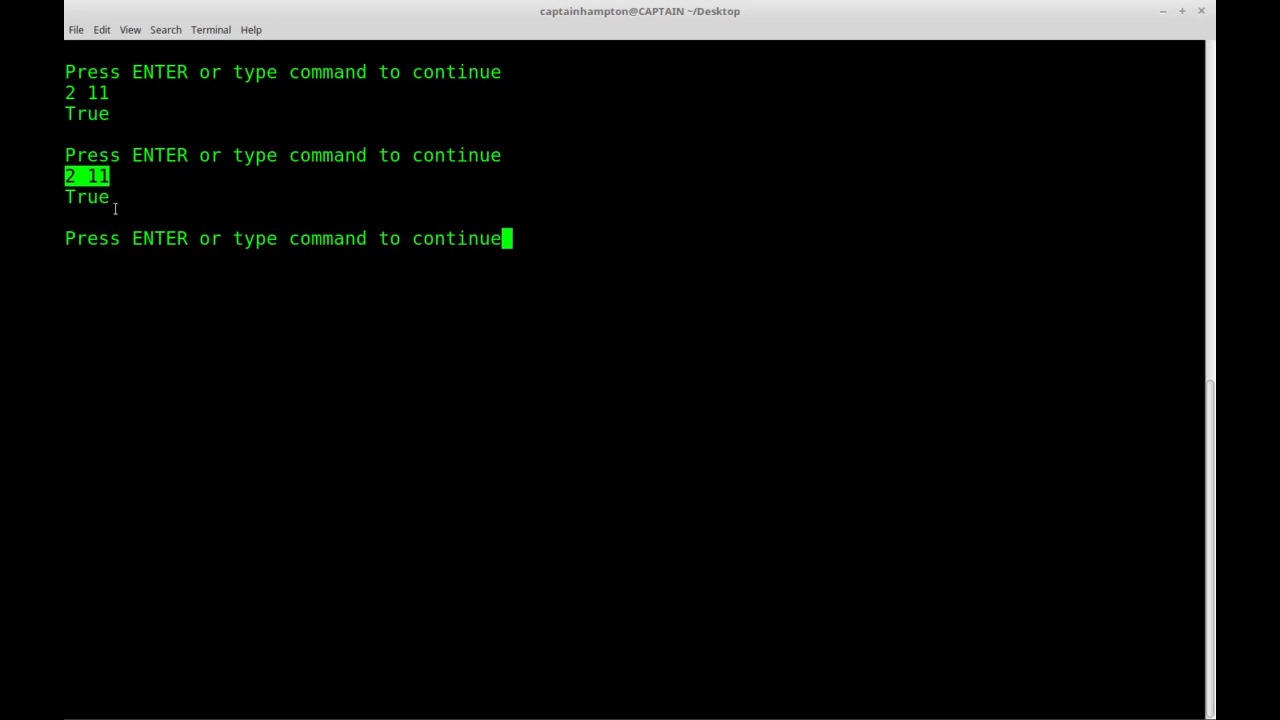 captainhampton@CAPTAIN ~/Desktop
File Edit View Search Terminal Help
Press ENTER or type command to continue
2 11
True
Press ENTER or type command to continue
2 11
True
Press ENTER or type command to continue